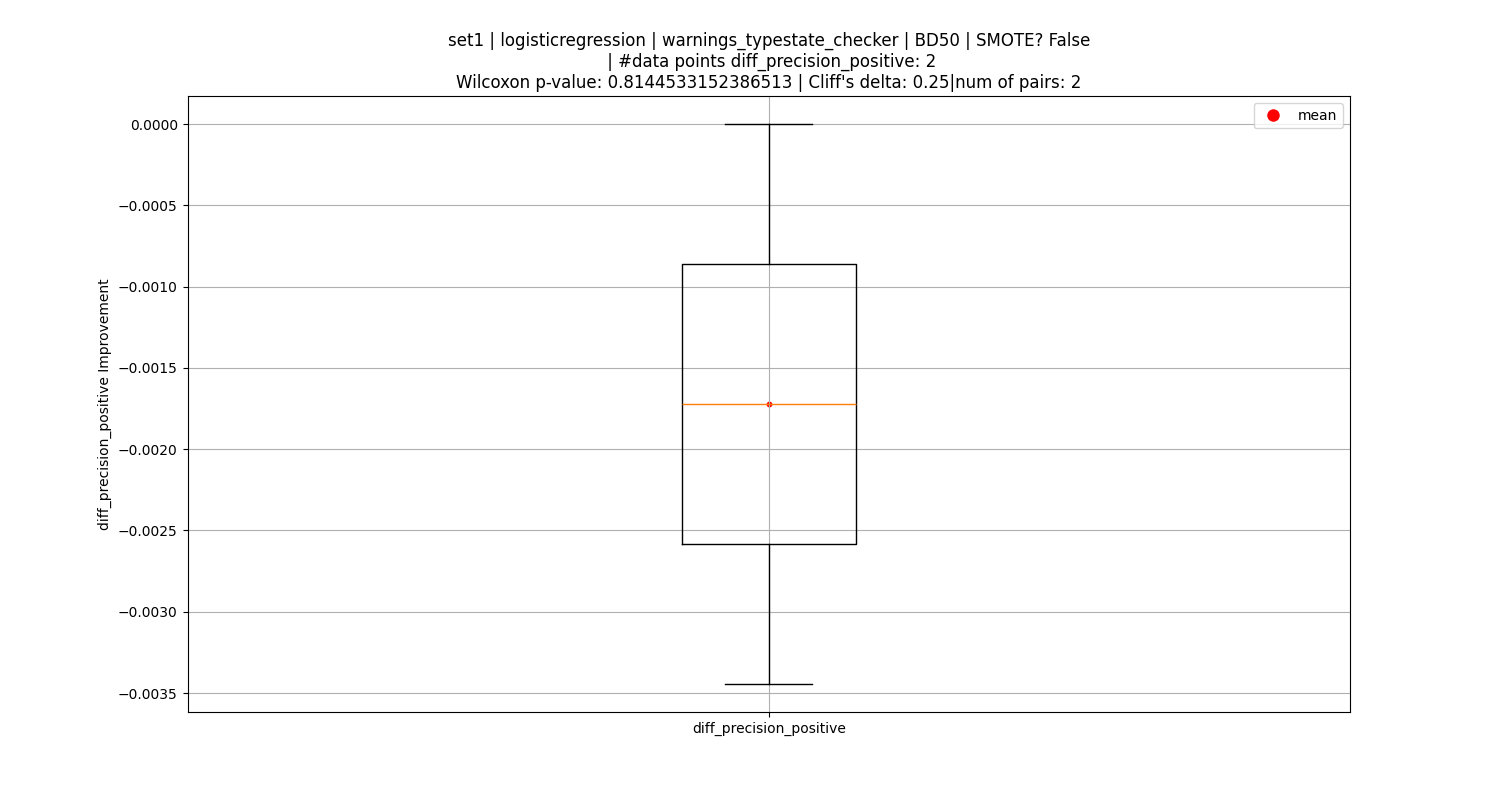 set1 | logisticregression | warnings_typestate_checker | BD50 | SMOTE? False
| #data points diff_precision_positive: 2
Wilcoxon p-value: 0.8144533152386513 | Cliff's delta: 0.25|num of pairs: 2
mean
0.0000
−0.0005
−0.0010
−0.0015
−0.0020
−0.0025
−0.0030
−0.0035
diff_precision_positive Improvement
diff_precision_positive